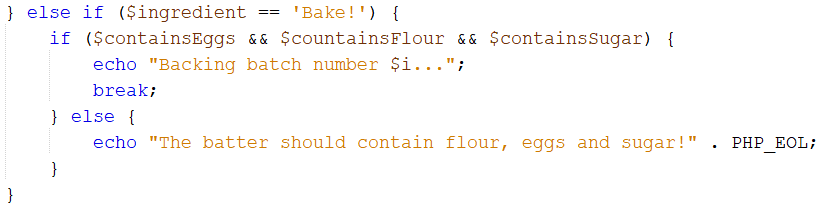 } else if ($ingredient == 'Bake!') {
    if ($containsEggs && $countainsFlour && $containsSugar) {
        echo "Backing batch number $i...";
        break;
    } else {
        echo "The batter should contain flour, eggs and sugar!" . PHP_EOL;
    }
}